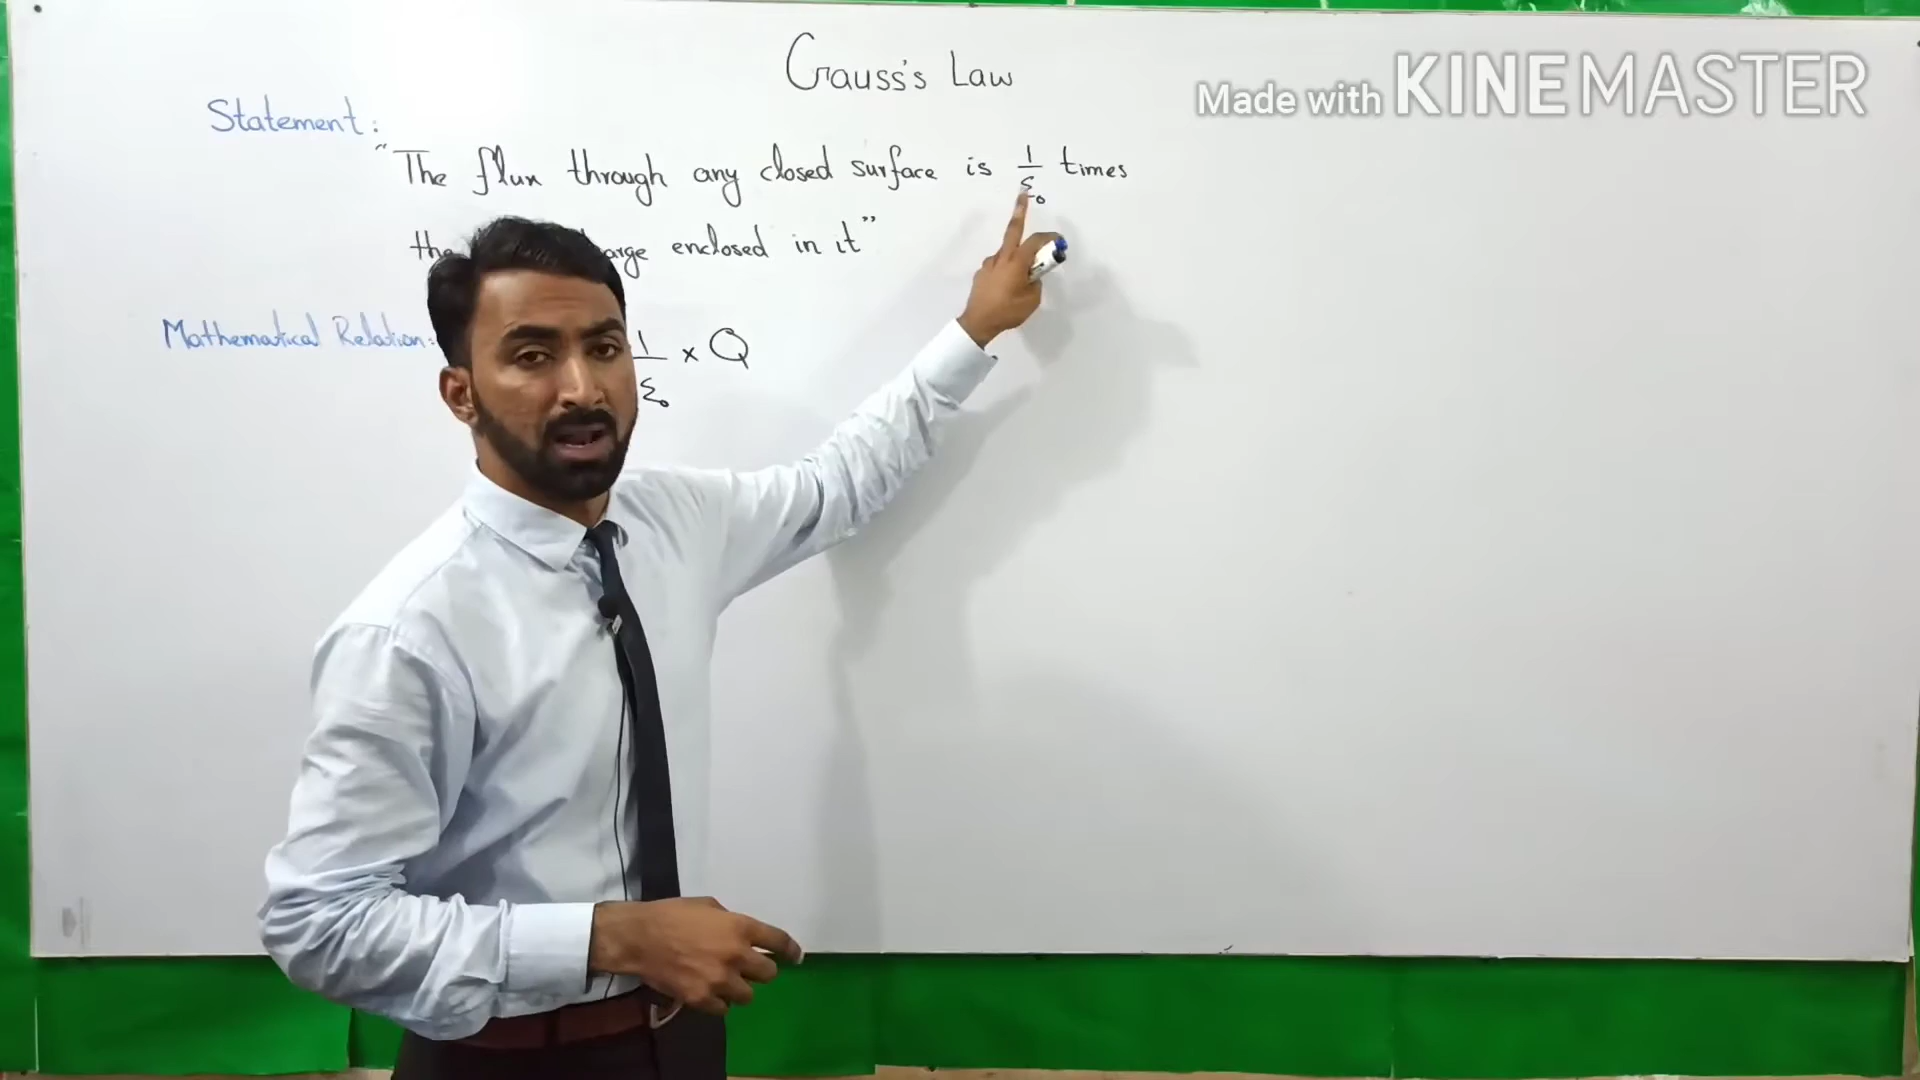 Gauss's Law
Made with KINEMASTER
Statement:
"The flux through any closed surface is 1/ε₀ times
the enclosed in it"
Mathematical Relation: 1/ε₀ × Q